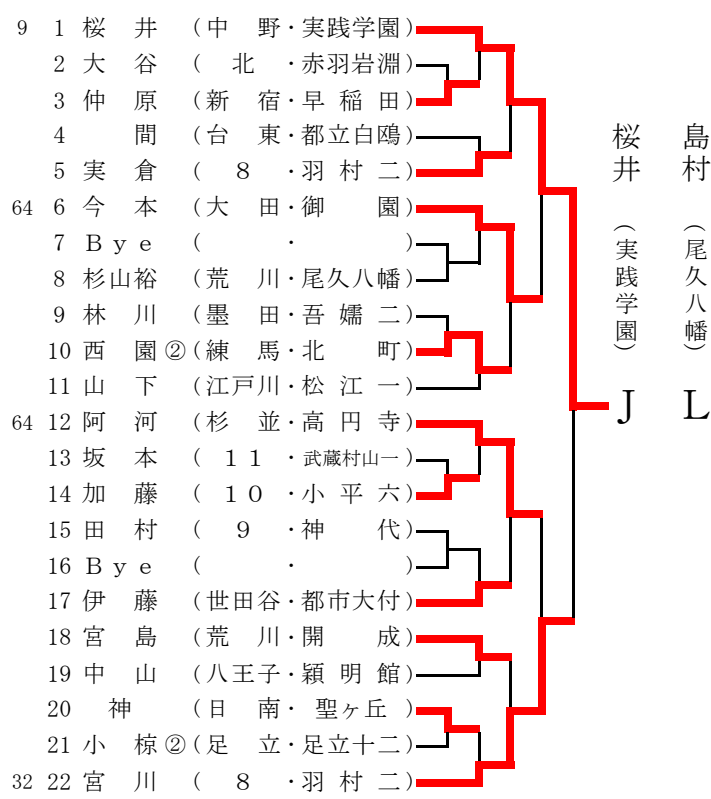 9 1 桜 井 (中 野・実践学園)
2 大 谷 ( 北 ・赤羽岩淵)
3 仲 原 (新 宿・早 稲 田)
4 間 (台 東・都立白鴎)
5 実 倉 ( 8 ・羽 村 二)
64 6 今 本 (大 田・御 園)
7 Bye ( ・ )
8 杉山裕 (荒 川・尾久八幡)
9 林 川 (墨 田・吾 嬬 二)
10 西 園②(練 馬・北 町)
11 山 下 (江戸川・松 江 一)
64 12 阿 河 (杉 並・高 円 寺)
13 坂 本 ( 11 ・武蔵村山一)
14 加 藤 ( 10 ・小 平 六)
15 田 村 ( 9 ・神 代)
16 Bye ( ・ )
17 伊 藤 (世田谷・都市大付)
18 宮 島 (荒 川・開 成)
19 中 山 (八王子・穎 明 館)
20 神 (日 南・聖ヶ丘)
21 小 椋②(足 立・足立十二)
32 22 宮 川 ( 8 ・羽 村 二)
島村 (尾久八幡) L
桜井 (実践学園) J